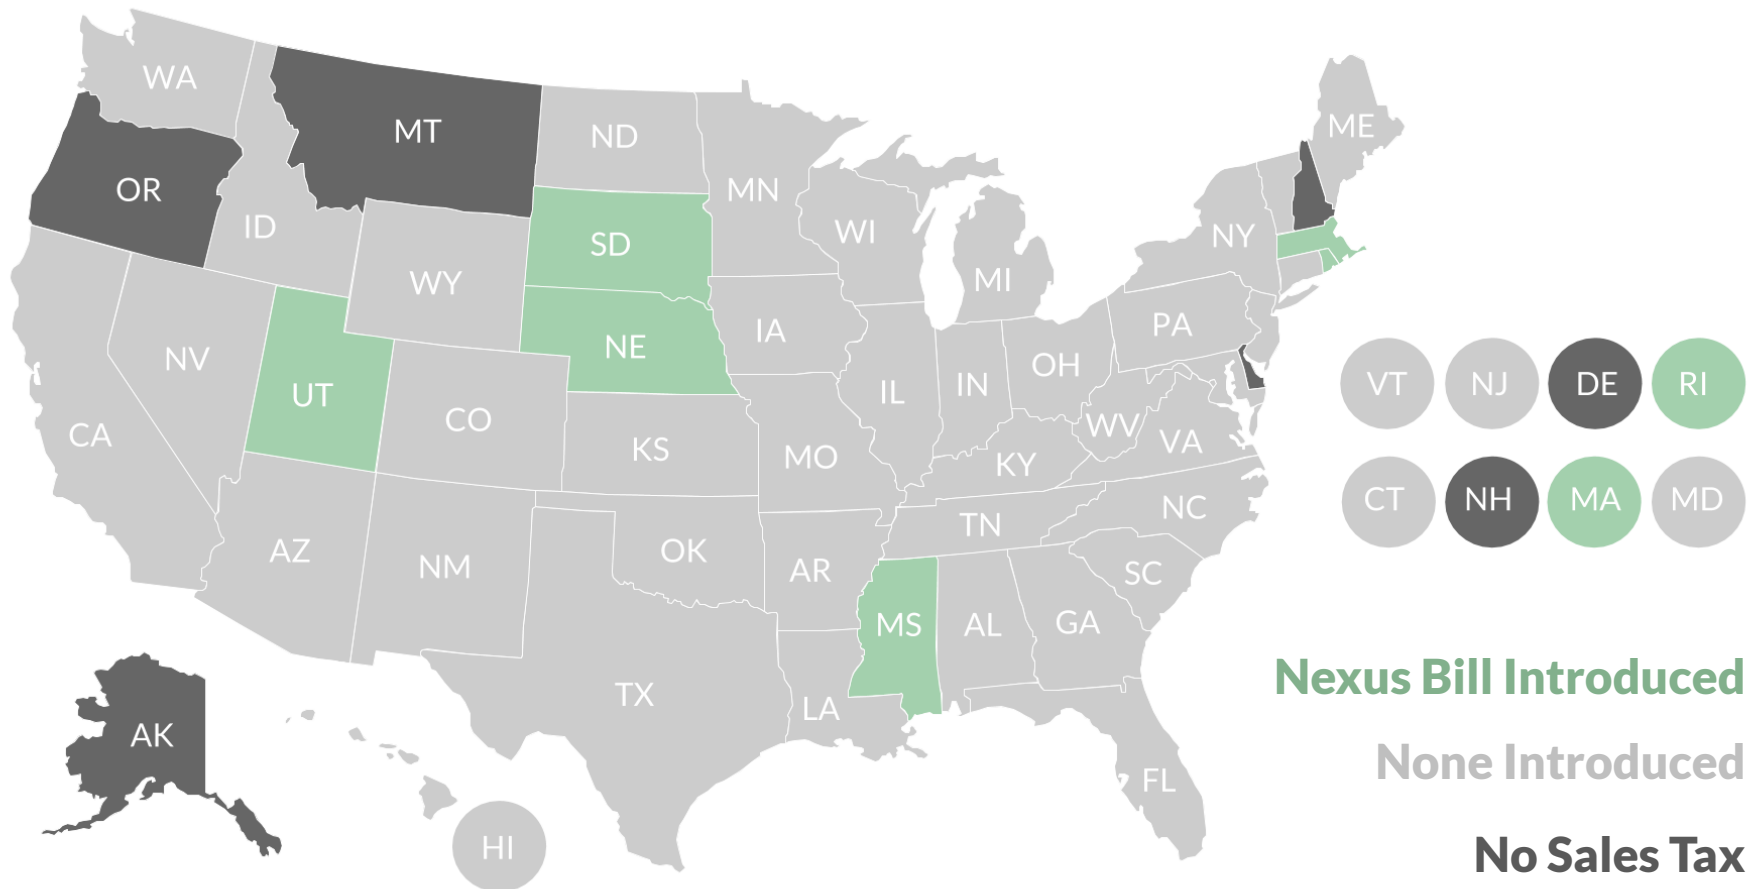 WA
MT
ND
ME
OR
MN
ID
WI
NY
SD
WY
MI
PA
IA
NE
NV
OH
UT
IN
IL
VT
NJ
DE
RI
CO
CA
WV
VA
KS
MO
KY
CT
NH
MA
MD
NC
TN
AZ
OK
NM
AR
SC
MS
AL
GA
Nexus Bill Introduced
TX
LA
AK
None Introduced
FL
HI
No Sales Tax